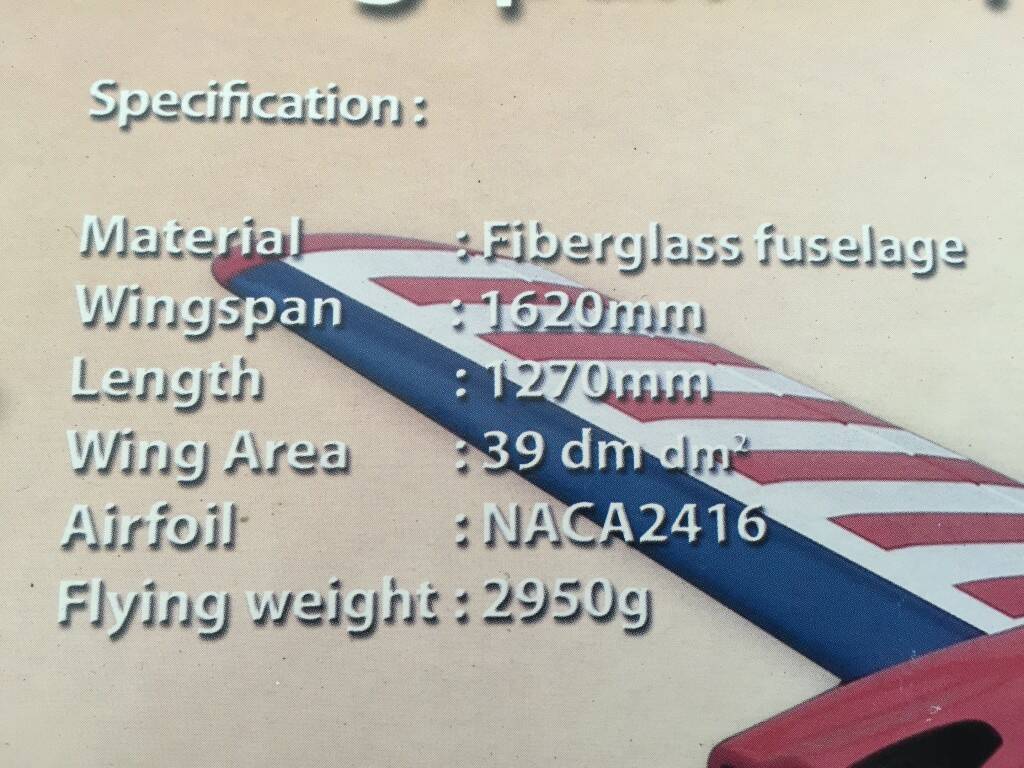 Specification :
Material : Fiberglass fuselage
Wingspan : 1620mm
Length : 1270mm
Wing Area : 39 dm dm²
Airfoil : NACA2416
Flying weight : 2950g